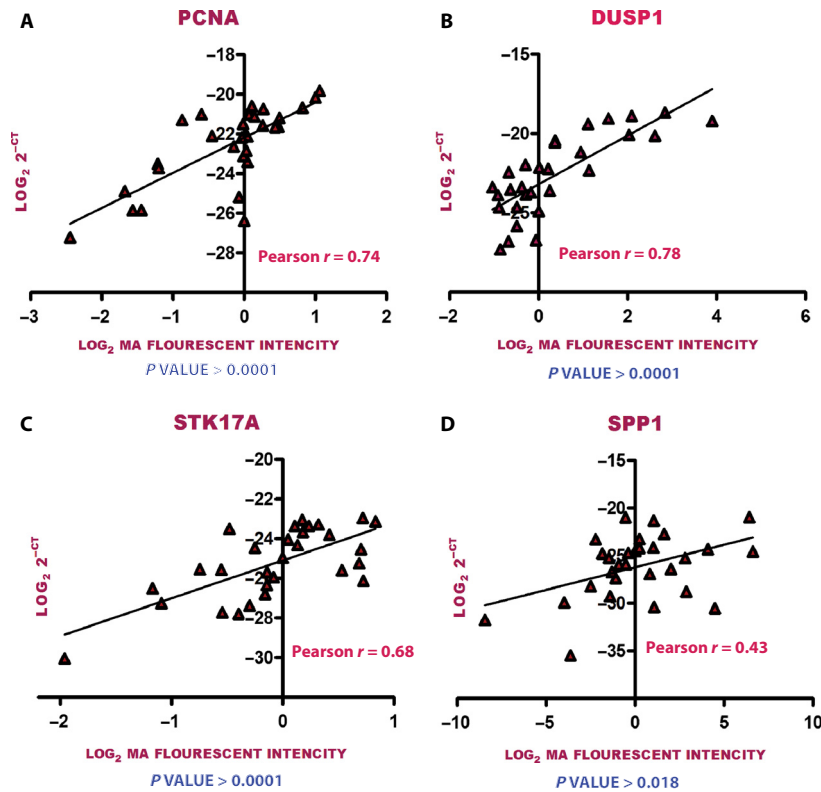 A
PCNA
LOG₂ 2⁻ᶜᵀ
−18
−20
−22
−24
−26
−28
Pearson r = 0.74
−3
−2
−1
0
1
2
LOG₂ MA FLOURESCENT INTENCITY
P VALUE > 0.0001
B
DUSP1
LOG₂ 2⁻ᶜᵀ
−15
−20
−25
Pearson r = 0.78
−2
0
2
4
6
LOG₂ MA FLOURESCENT INTENCITY
P VALUE > 0.0001
C
STK17A
LOG₂ 2⁻ᶜᵀ
−20
−22
−24
−26
−28
−30
Pearson r = 0.68
−2
−1
0
1
LOG₂ MA FLOURESCENT INTENCITY
P VALUE > 0.0001
D
SPP1
LOG₂ 2⁻ᶜᵀ
−15
−20
−25
−30
−35
Pearson r = 0.43
−10
−5
0
5
10
LOG₂ MA FLOURESCENT INTENCITY
P VALUE > 0.018